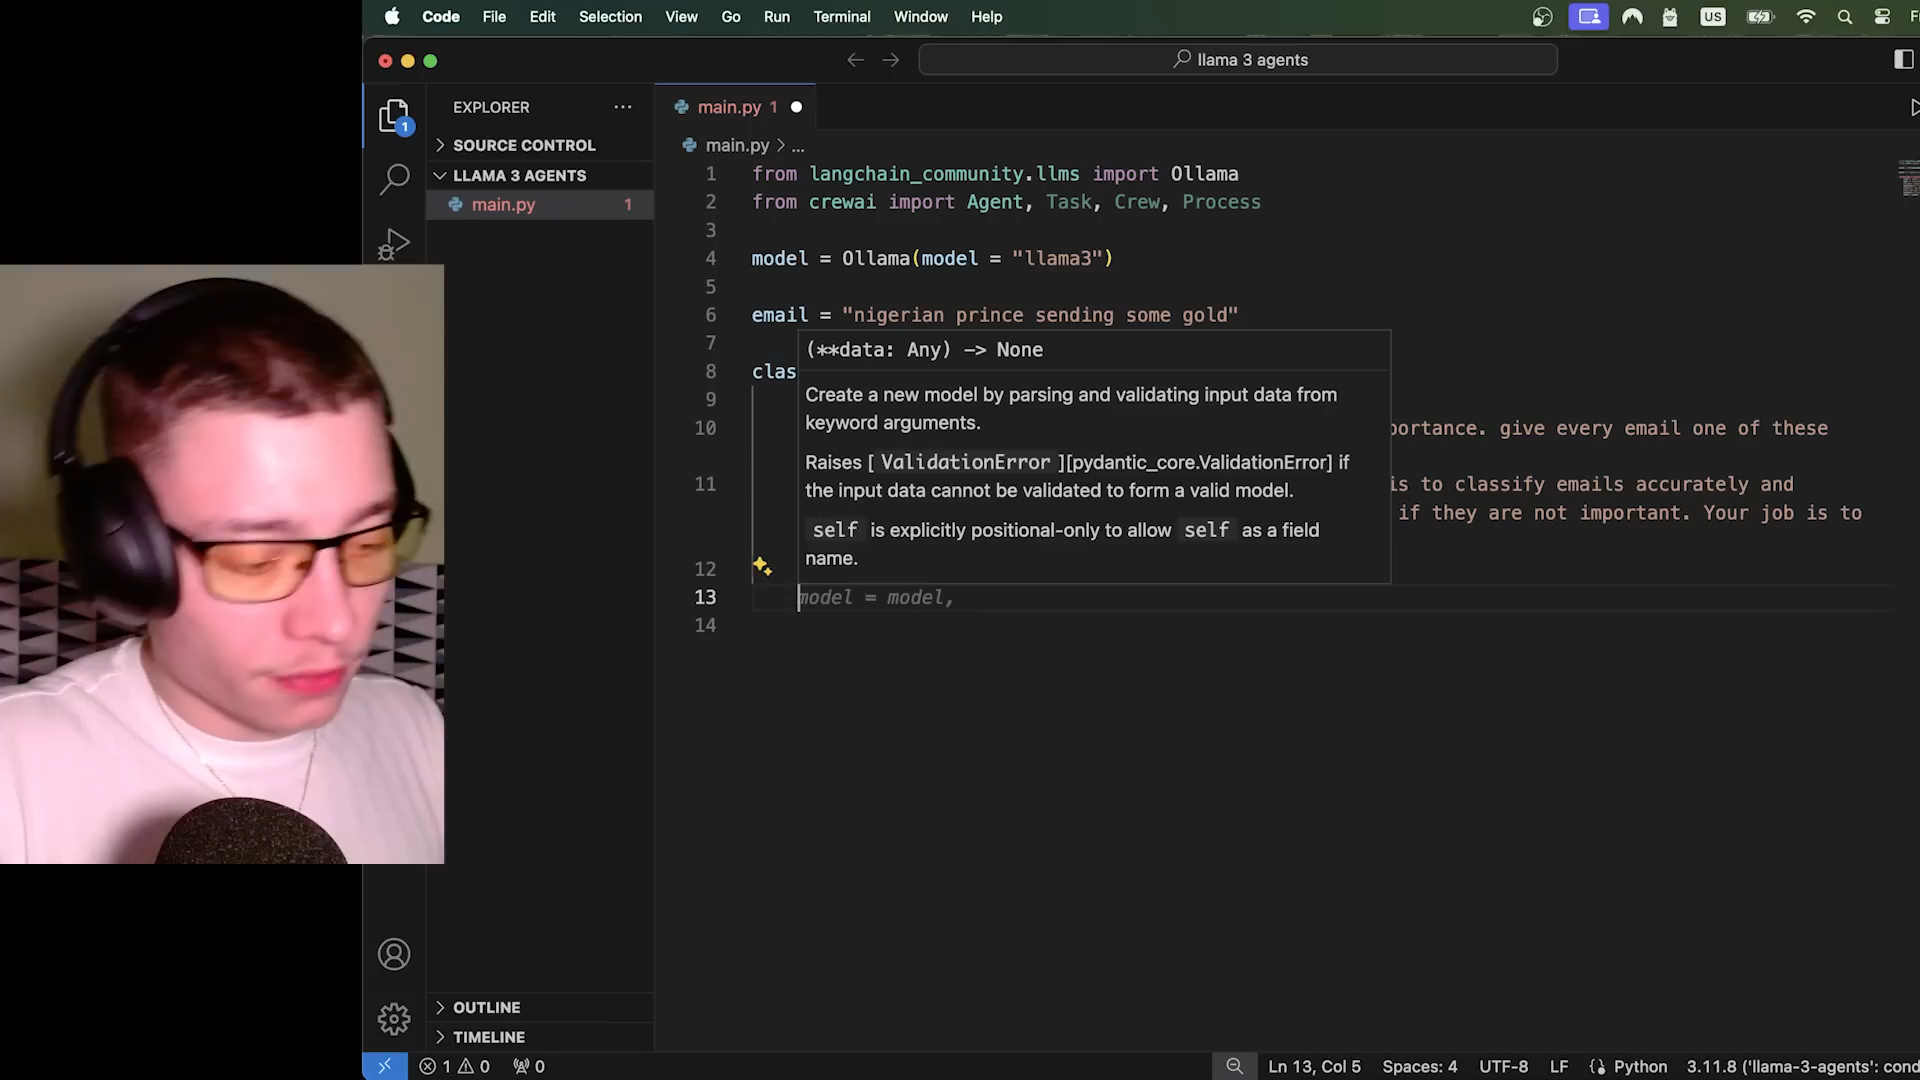 Code File Edit Selection View Go Run Terminal Window Help US
llama 3 agents
EXPLORER
SOURCE CONTROL
LLAMA 3 AGENTS
main.py 1
1
main.py 1
main.py > ...
1 from langchain_community.llms import Ollama
2 from crewai import Agent, Task, Crew, Process
3
4 model = Ollama(model = "llama3")
5
6 email = "nigerian prince sending some gold"
7
8 clas
9
10 portance. give every email one of these
11 is to classify emails accurately and
if they are not important. Your job is to
12
13 model = model,
14
(**data: Any) -> None
Create a new model by parsing and validating input data from
keyword arguments.
Raises [ ValidationError ][pydantic_core.ValidationError] if
the input data cannot be validated to form a valid model.
self is explicitly positional-only to allow self as a field
name.
OUTLINE
TIMELINE
1 0 0 Ln 13, Col 5 Spaces: 4 UTF-8 LF Python 3.11.8 ('llama-3-agents': cond